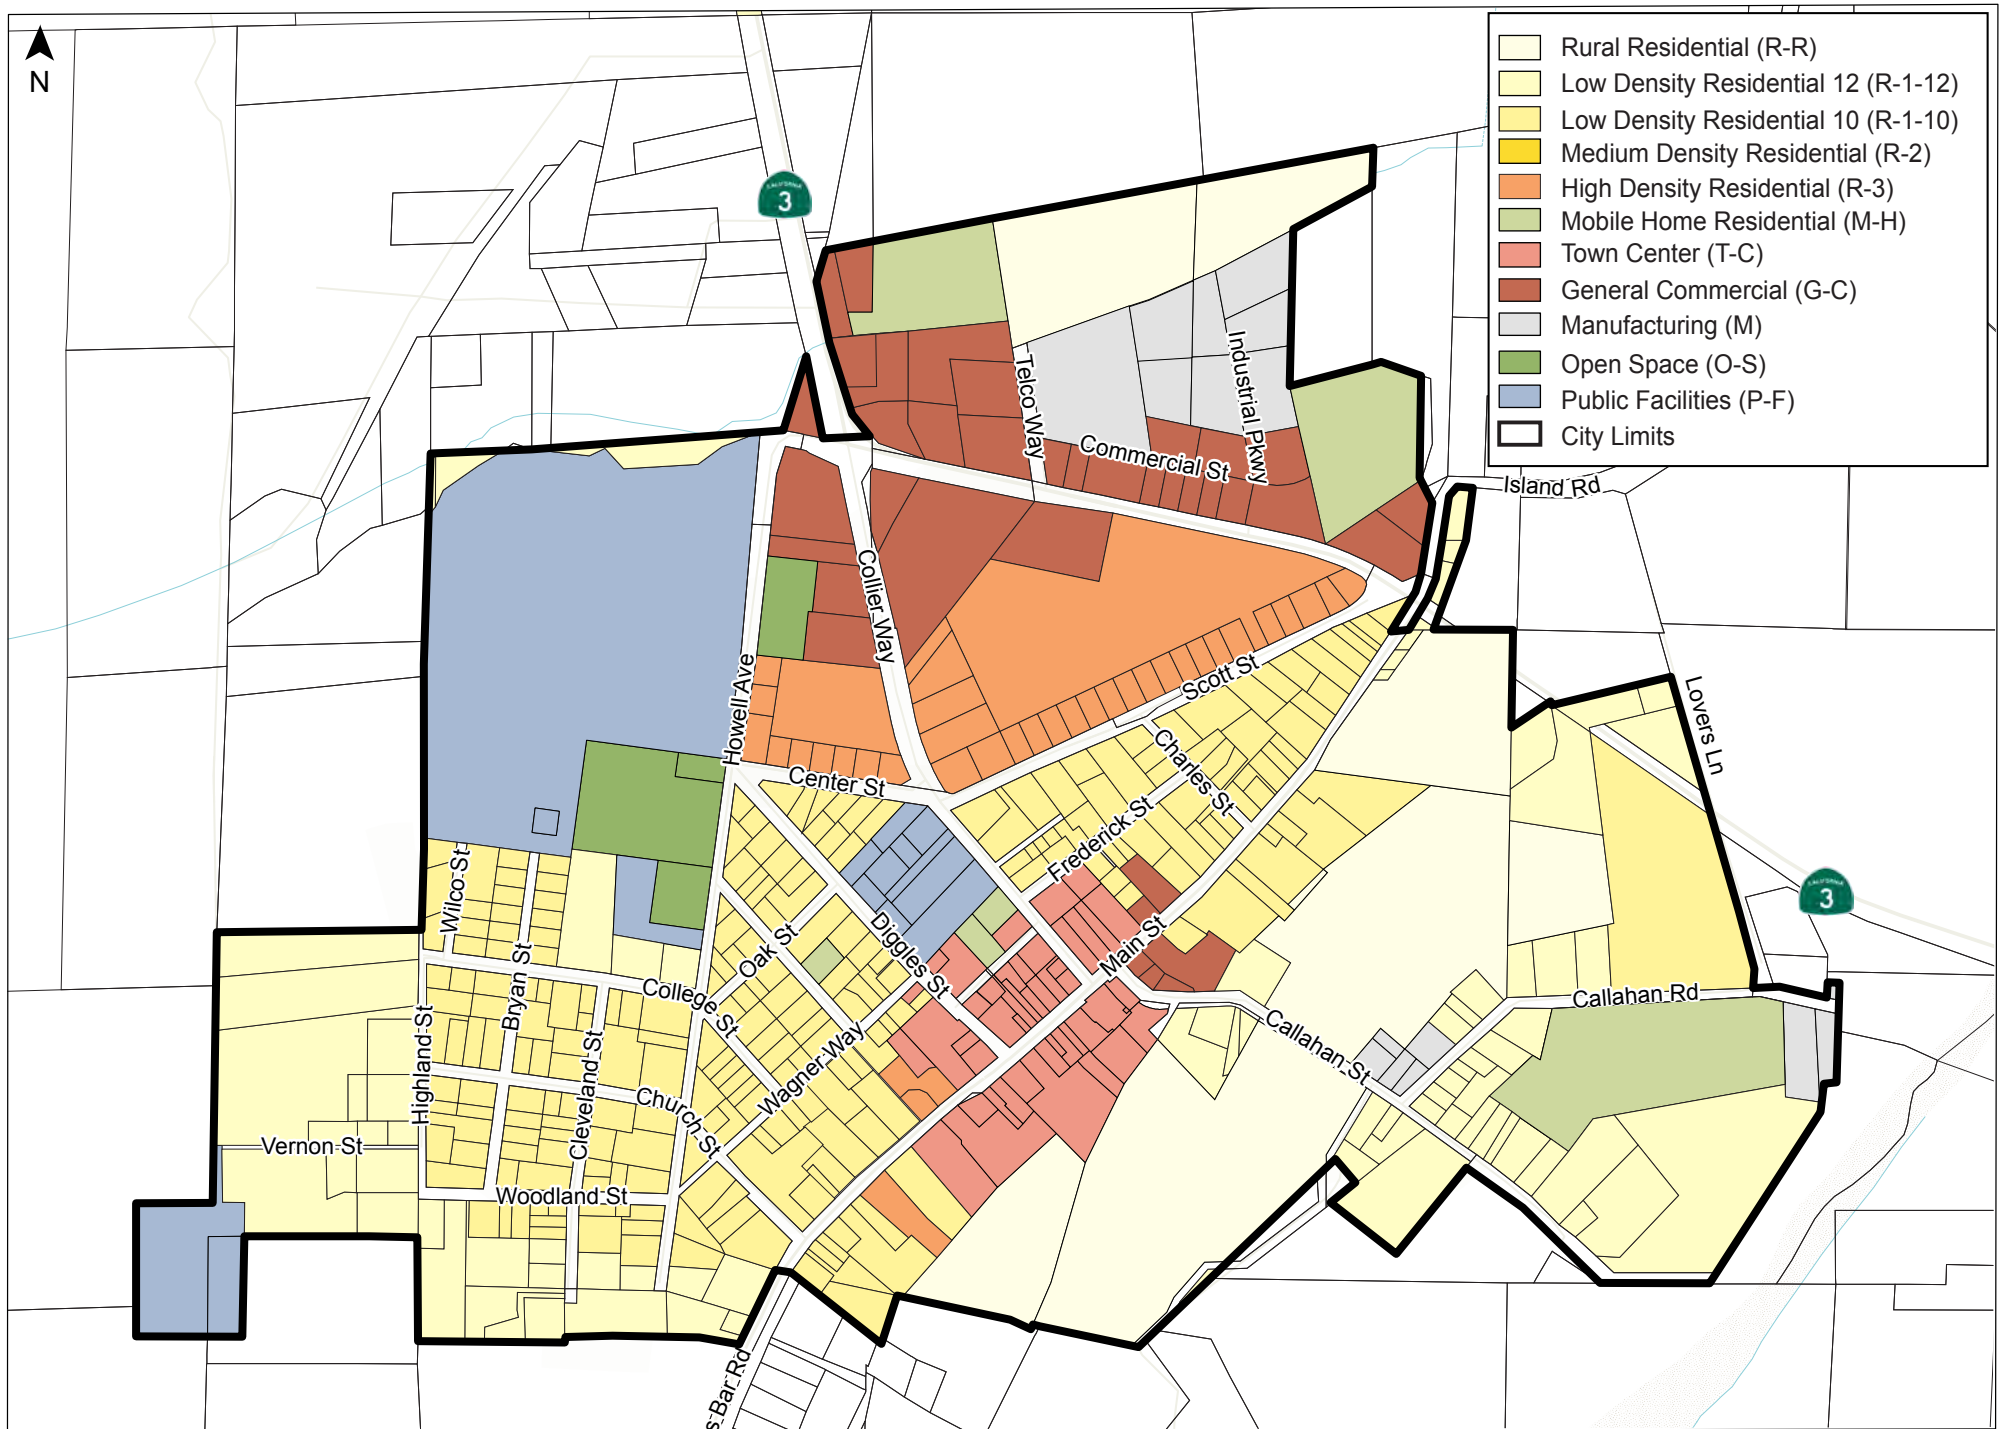 N
CALIFORNIA
3
Rural Residential (R-R)
Low Density Residential 12 (R-1-12)
Low Density Residential 10 (R-1-10)
Medium Density Residential (R-2)
High Density Residential (R-3)
Mobile Home Residential (M-H)
Town Center (T-C)
General Commercial (G-C)
Manufacturing (M)
Open Space (O-S)
Public Facilities (P-F)
City Limits
Telco Way
Industrial Pkwy
Commercial St
Island Rd
Collier Way
Howell Ave
Scott St
Lovers Ln
Charles St
Center St
Frederick St
CALIFORNIA
3
Wilco St
Bryan St
Oak St
Diggles St
Main St
College St
Callahan Rd
Highland St
Cleveland St
Wagner Way
Callahan St
Church St
Vernon St
Woodland St
s Bar Rd